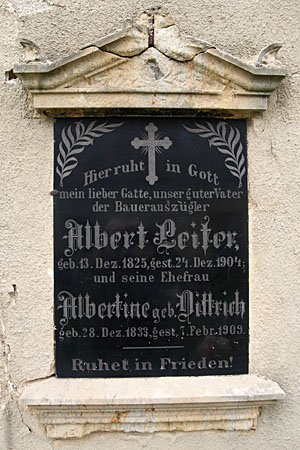 Hier ruht in Gott
mein lieber Gatte, unser guter Vater
der Bauerauszügler
Albert Leiter,
geb. 13. Dez. 1825, gest. 24. Dez. 1904;
und seine Ehefrau
Albertine geb. Dittrich
geb. 28. Dez. 1833, gest. 7. Febr. 1909.
Ruhet in Frieden!